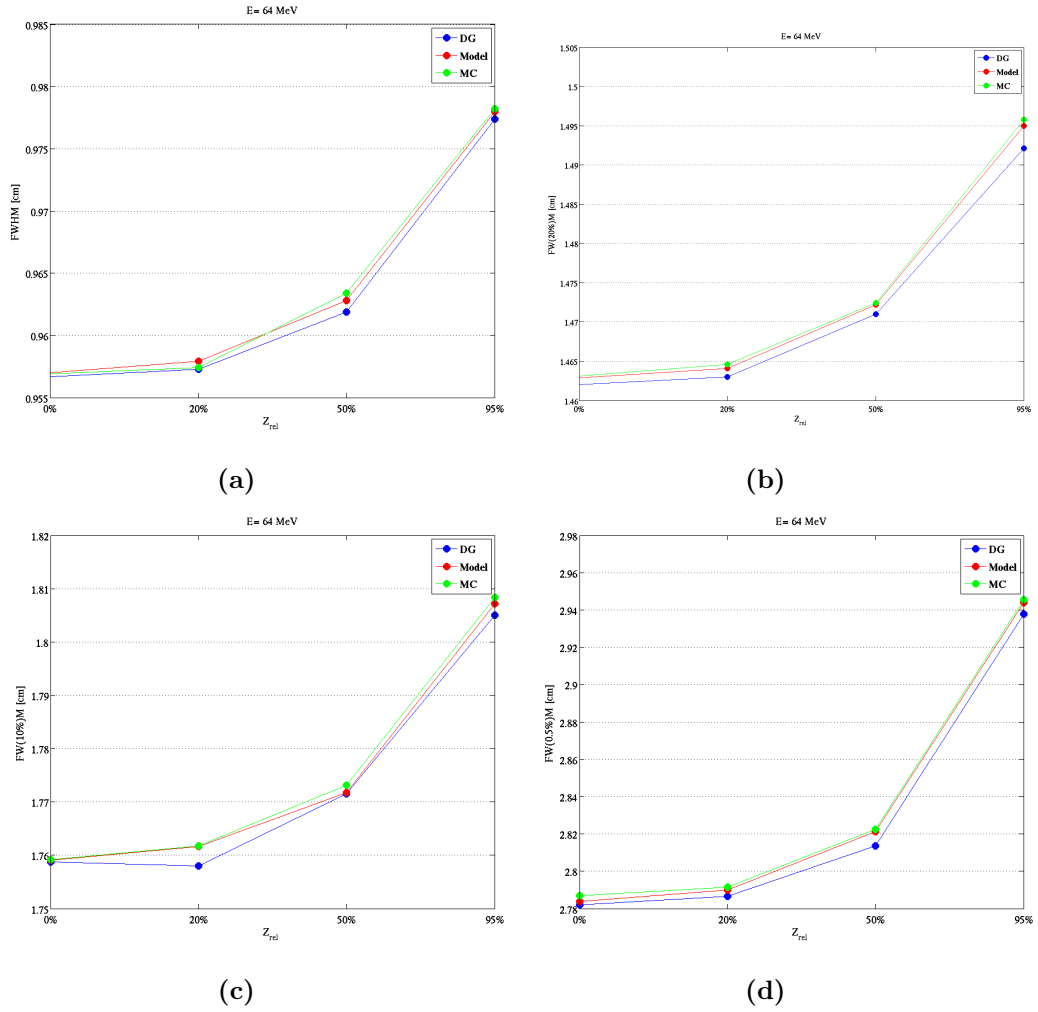 E= 64 MeV
0.985
0.98
0.975
0.97
0.965
0.96
0.955
FWHM [cm]
0%
20%
50%
95%
Z_rel
DG
Model
MC
(a)
E= 64 MeV
1.505
1.5
1.495
1.49
1.485
1.48
1.475
1.47
1.465
1.46
FW(20%)M [cm]
0%
20%
50%
95%
Z_rel
DG
Model
MC
(b)
E= 64 MeV
1.82
1.81
1.8
1.79
1.78
1.77
1.76
1.75
FW(10%)M [cm]
0%
20%
50%
95%
Z_rel
DG
Model
MC
(c)
E= 64 MeV
2.98
2.96
2.94
2.92
2.9
2.88
2.86
2.84
2.82
2.8
2.78
FW(0.5%)M [cm]
0%
20%
50%
95%
Z_rel
DG
Model
MC
(d)